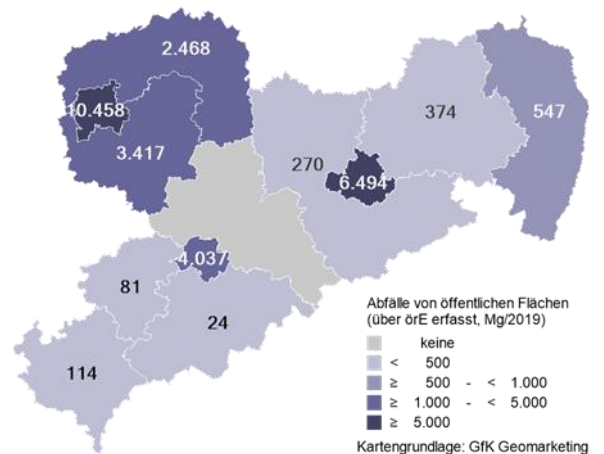 2.468
10.458
374
547
3.417
270
6.494
4.037
81
24
114
Abfälle von öffentlichen Flächen
(über örE erfasst, Mg/2019)
keine
< 500
≥ 500 - < 1.000
≥ 1.000 - < 5.000
≥ 5.000
Kartengrundlage: GfK Geomarketing